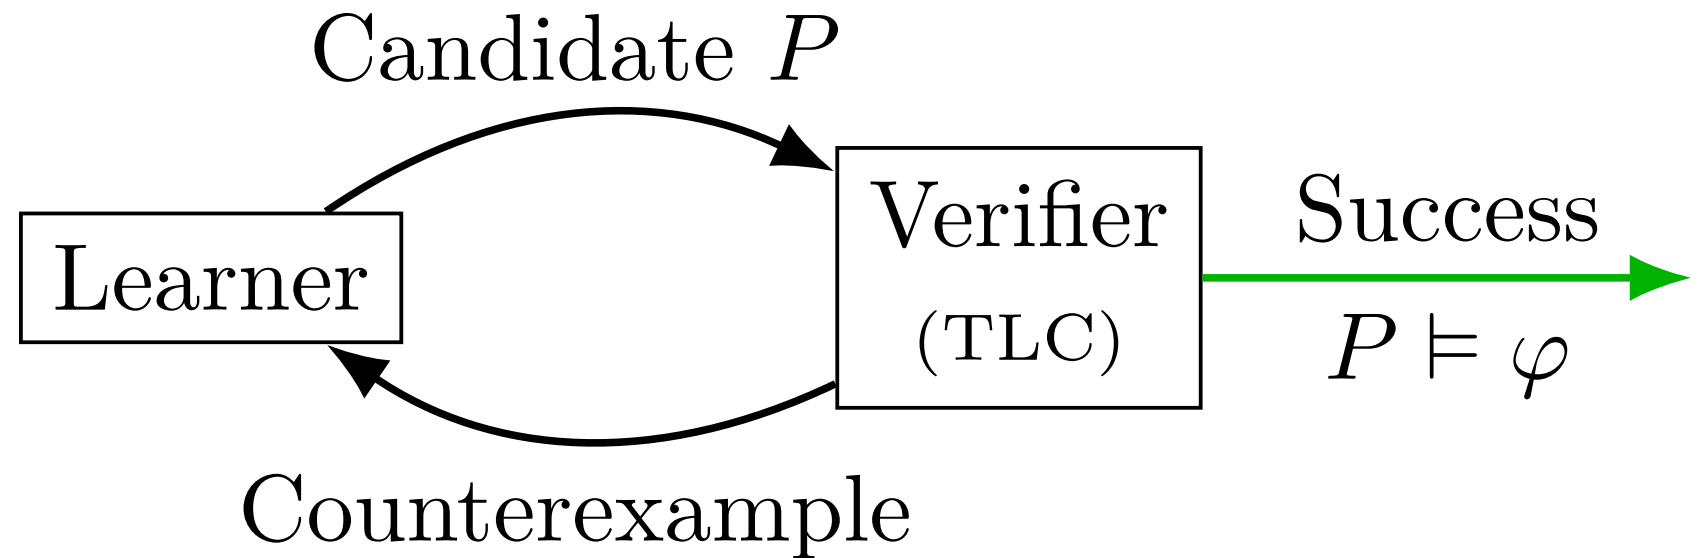 Candidate P
Learner
Verifier
(TLC)
Success
P ⊨ φ
Counterexample